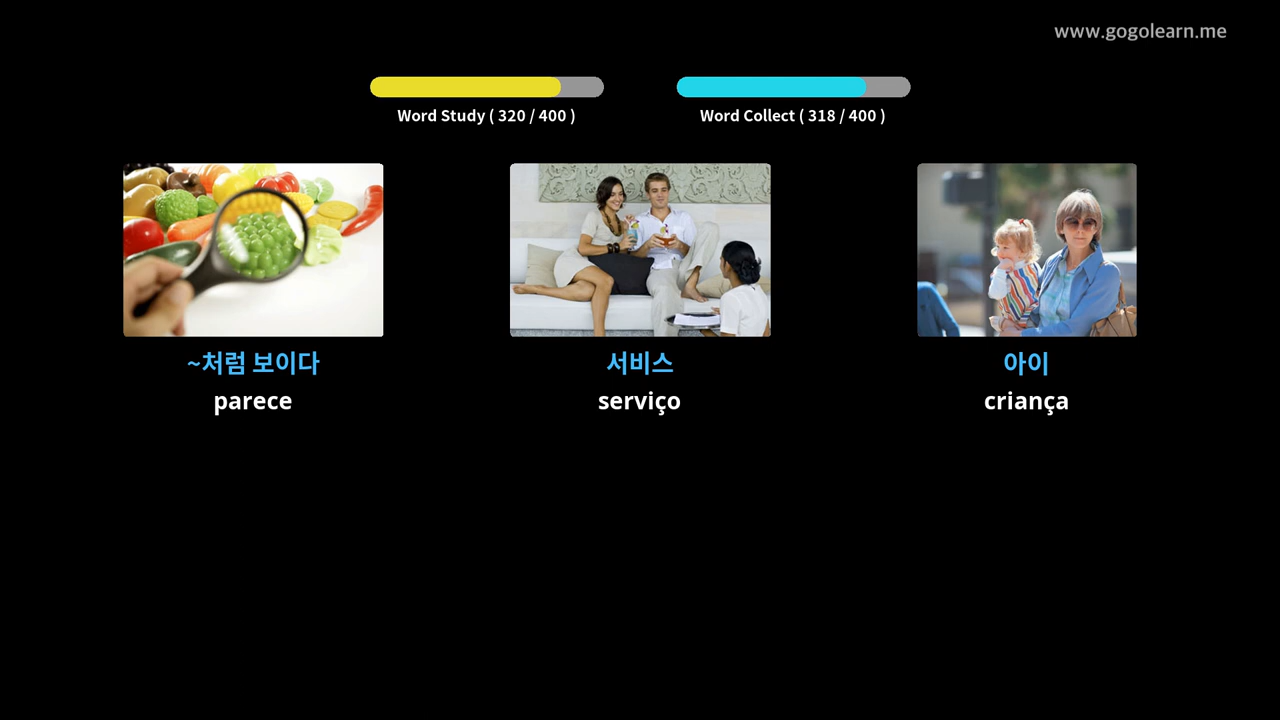 www.gogolearn.me
Word Study ( 320 / 400 )
Word Collect ( 318 / 400 )
~처럼 보이다
서비스
아이
parece
serviço
criança